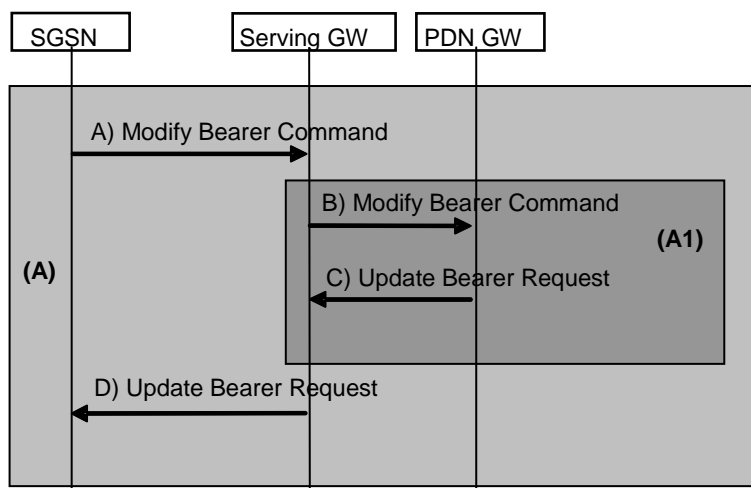 SGSN
Serving GW
PDN GW
A) Modify Bearer Command
B) Modify Bearer Command
(A1)
(A)
C) Update Bearer Request
D) Update Bearer Request